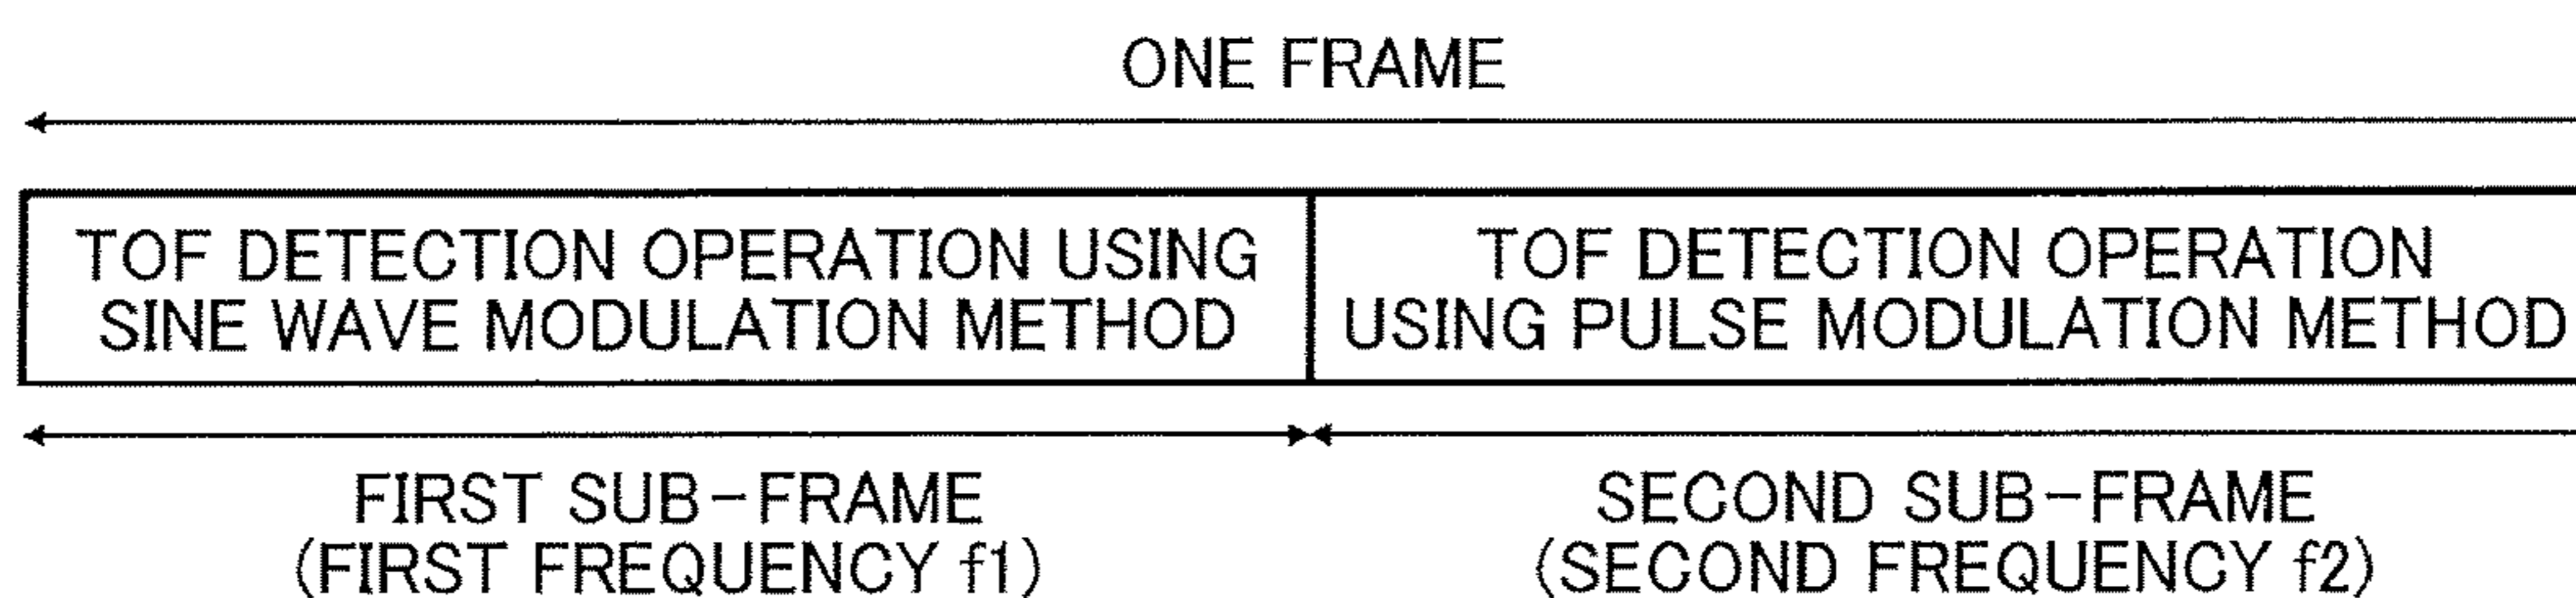 ONE FRAME
TOF DETECTION OPERATION USING
SINE WAVE MODULATION METHOD
TOF DETECTION OPERATION
USING PULSE MODULATION METHOD
FIRST SUB-FRAME
(FIRST FREQUENCY f1)
SECOND SUB-FRAME
(SECOND FREQUENCY f2)